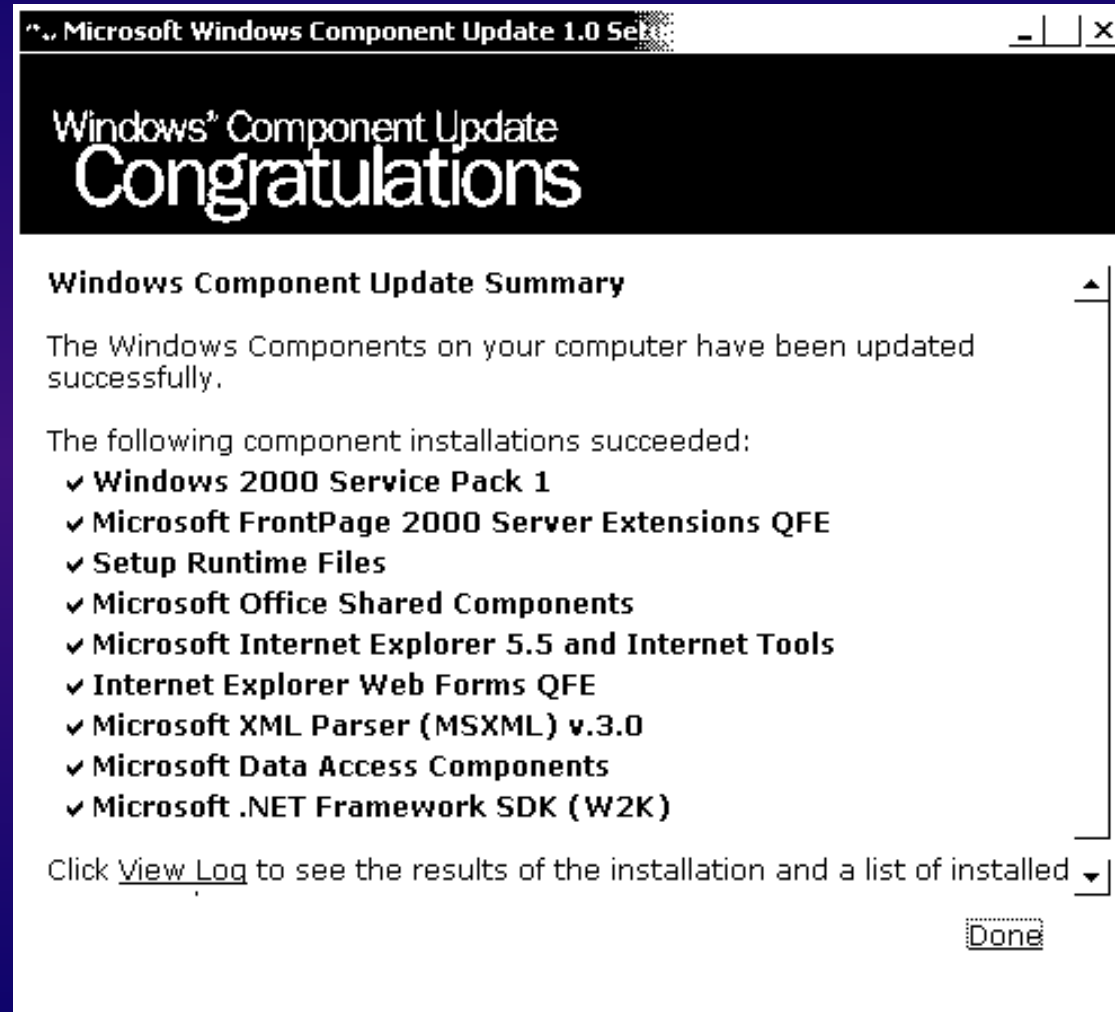 Microsoft Windows Component Update 1.0 Set
Windows® Component Update
Congratulations
Windows Component Update Summary
The Windows Components on your computer have been updated
successfully.
The following component installations succeeded:
Windows 2000 Service Pack 1
Microsoft FrontPage 2000 Server Extensions QFE
Setup Runtime Files
Microsoft Office Shared Components
Microsoft Internet Explorer 5.5 and Internet Tools
Internet Explorer Web Forms QFE
Microsoft XML Parser (MSXML) v.3.0
Microsoft Data Access Components
Microsoft .NET Framework SDK (W2K)
Click View Log to see the results of the installation and a list of installed
Done